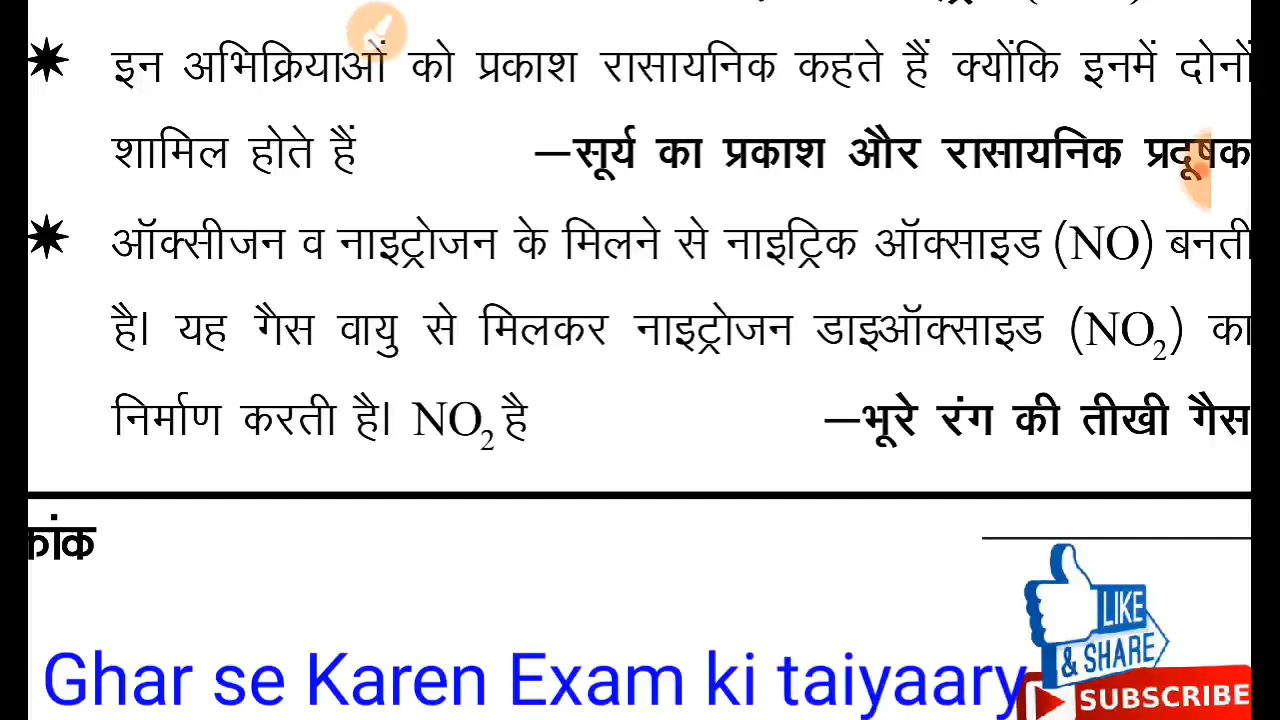 इन अभिक्रियाओं को प्रकाश रासायनिक कहते हैं क्योंकि इनमें दोनों
शामिल होते हैं —सूर्य का प्रकाश और रासायनिक प्रदूषक
ऑक्सीजन व नाइट्रोजन के मिलने से नाइट्रिक ऑक्साइड (NO) बनती
है। यह गैस वायु से मिलकर नाइट्रोजन डाइऑक्साइड (NO₂) का
निर्माण करती है। NO₂ है —भूरे रंग की तीखी गैस
Ghar se Karen Exam ki taiyaary
LIKE
& SHARE
SUBSCRIBE